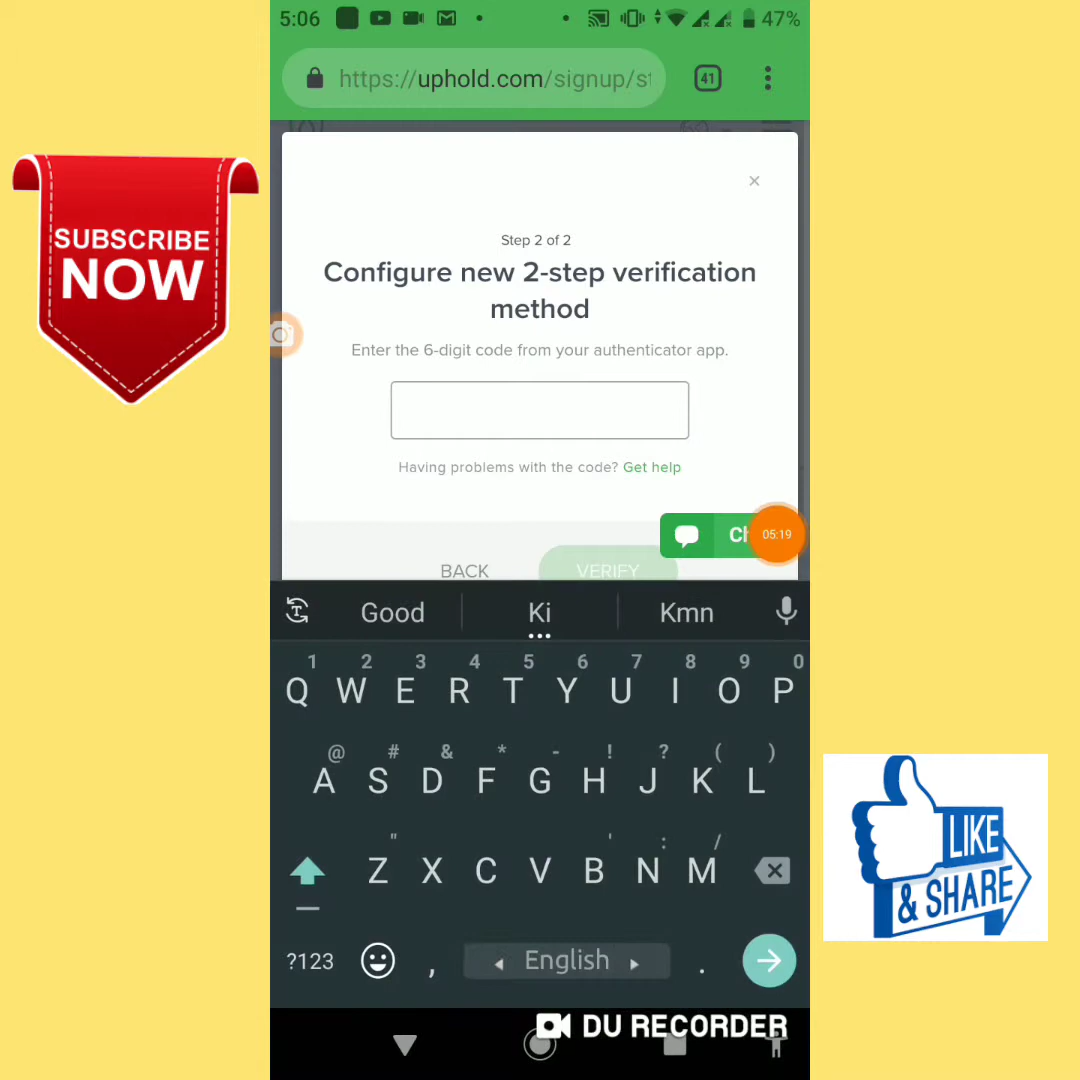 5:06
47%
https://uphold.com/signup/st
41
SUBSCRIBE
NOW
Step 2 of 2
Configure new 2-step verification
method
Enter the 6-digit code from your authenticator app.
Having problems with the code? Get help
Ch
05:19
BACK
VERIFY
Good
Ki
Kmn
1 2 3 4 5 6 7 8 9 0
Q W E R T Y U I O P
@ # & * - ! ? ( )
A S D F G H J K L
" ' : /
Z X C V B N M
?123
,
English
.
LIKE
& SHARE
DU RECORDER